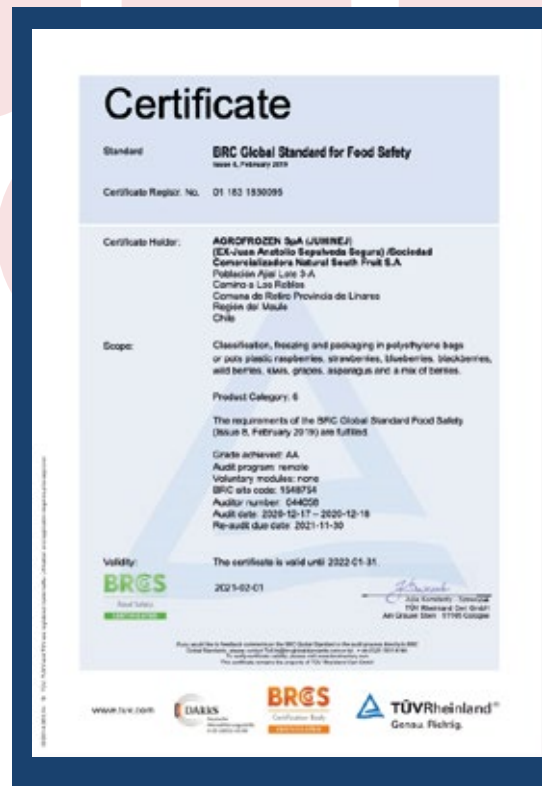 Certificate
Standard
BRC Global Standard for Food Safety
Issue 8, February 2019
Certificate Registr. No.
01 183 1830095
Certificate Holder:
AGROFROZEN SpA (JUMINEJ)
(EX-Juan Anatolio Sepulveda Segura) /Sociedad
Comercializadora Natural South Fruit S.A
Población Ajial Lote 3-A
Camino a Los Robles
Comuna de Retiro Provincia de Linares
Región del Maule
Chile
Scope:
Classification, freezing and packaging in polyethylene bags
or pots plastic raspberries, strawberries, blueberries, blackberries,
wild berries, kiwis, grapes, asparagus and a mix of berries.
Product Category: 6
The requirements of the BRC Global Standard Food Safety
(Issue 8, February 2019) are fulfilled.
Grade achieved: AA
Audit program: remote
Voluntary modules: none
BRC site code:
Auditor number:
Audit date: 2020-12-17 – 2020-12-18
Re-audit due date: 2021-11-30
Validity:
The certificate is valid until 2022-01-31.
BRCS
Food Safety
CERTIFICATED
2021-02-01
TÜV Rheinland Cert GmbH
Am Grauen Stein · 51105 Cologne
www.tuv.com
DAkkS
BRCS
Certification Body
TÜVRheinland®
Genau. Richtig.